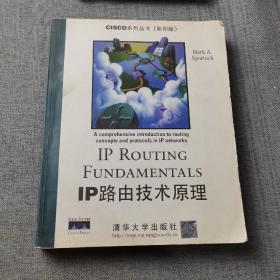 CISCO系列丛书（影印版）
Mark A.
Sportack
A comprehensive introduction to routing
concepts and protocols in IP networks
IP ROUTING
FUNDAMENTALS
IP路由技术原理
清华大学出版社
CISCO PRESS